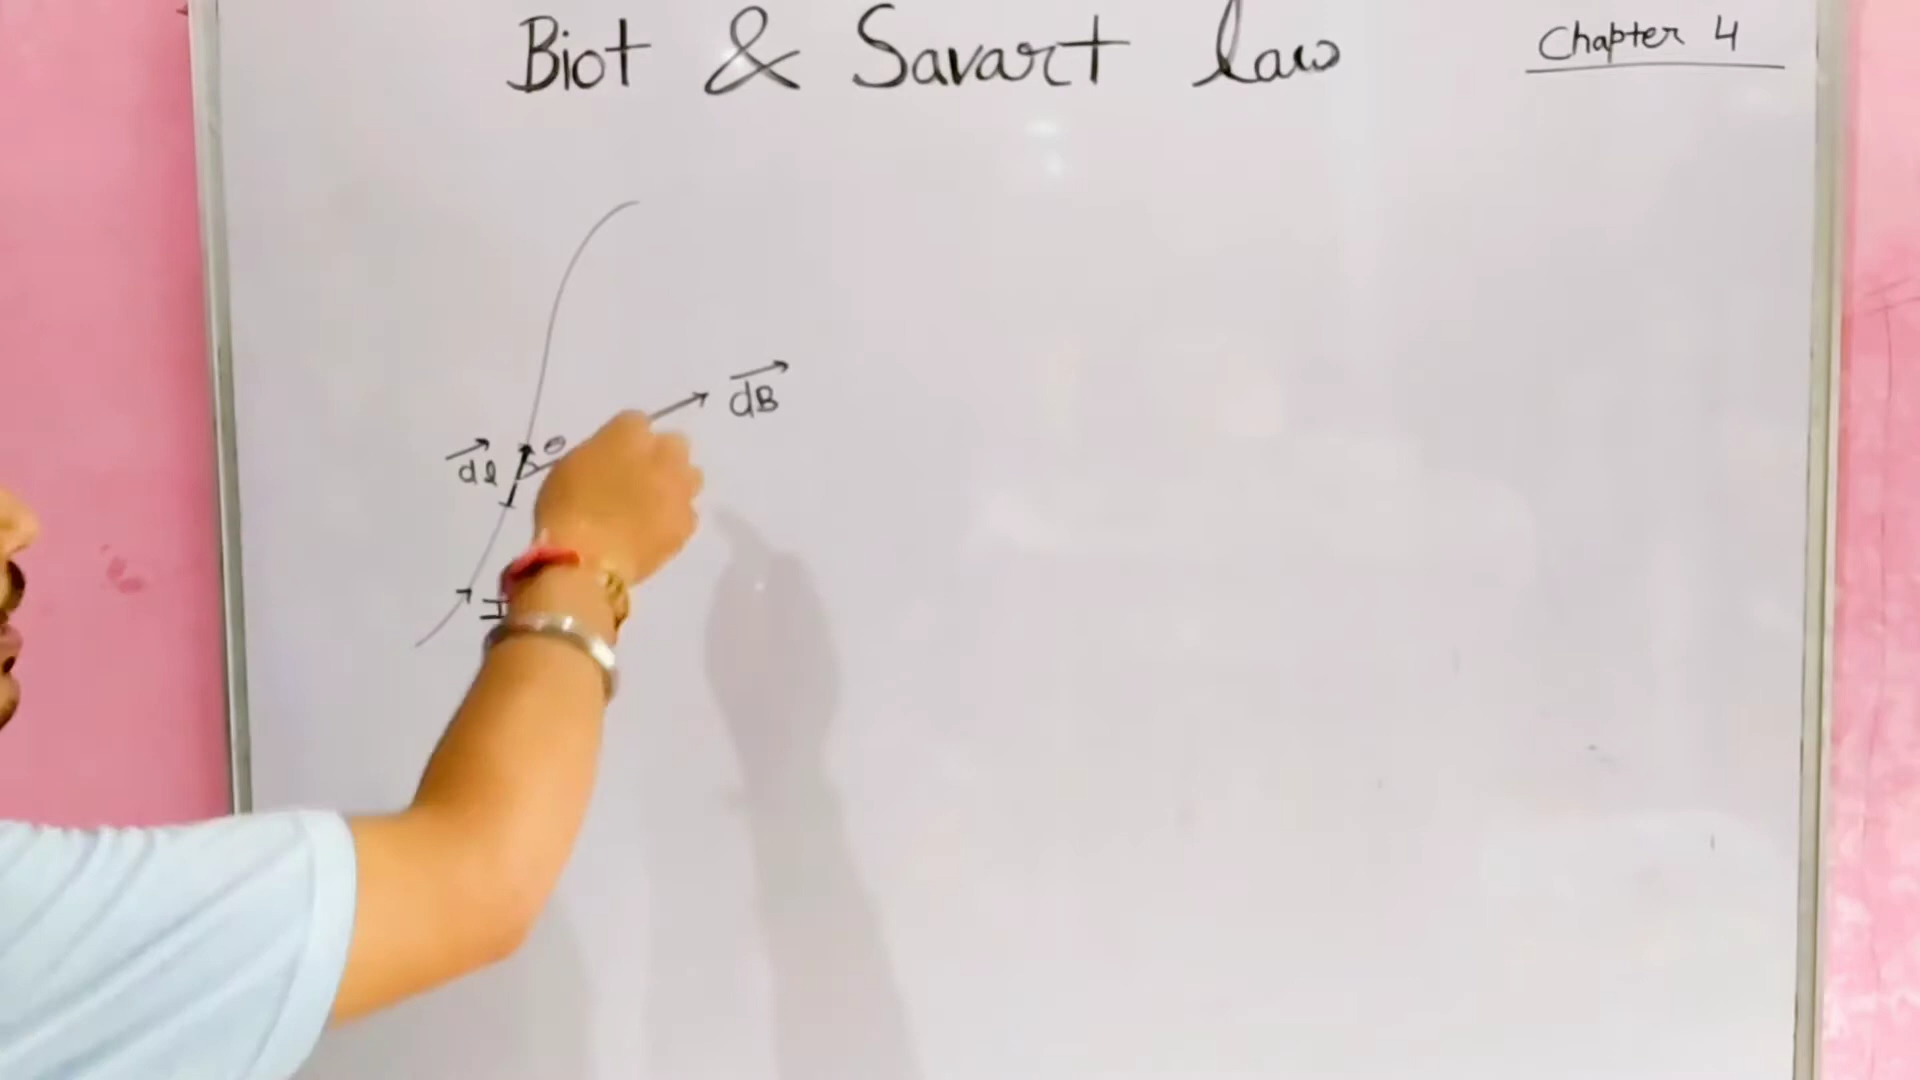 Biot & Savart law
Chapter 4
dB
θ
dl
I